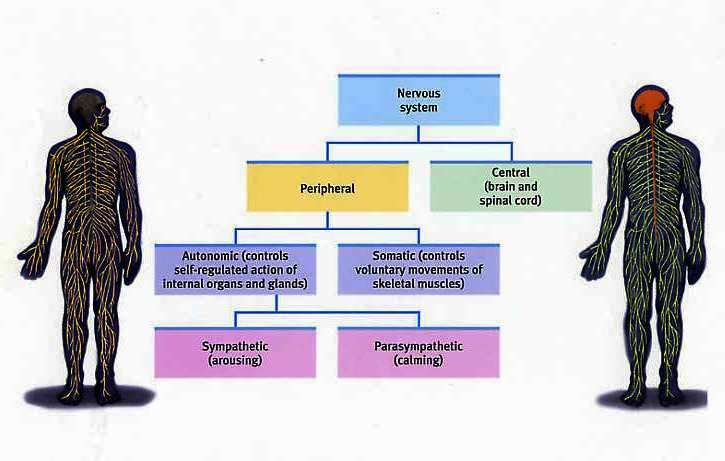 Nervous
system
Peripheral
Central
(brain and
spinal cord)
Autonomic (controls
self-regulated action of
internal organs and glands)
Somatic (controls
voluntary movements of
skeletal muscles)
Sympathetic
(arousing)
Parasympathetic
(calming)